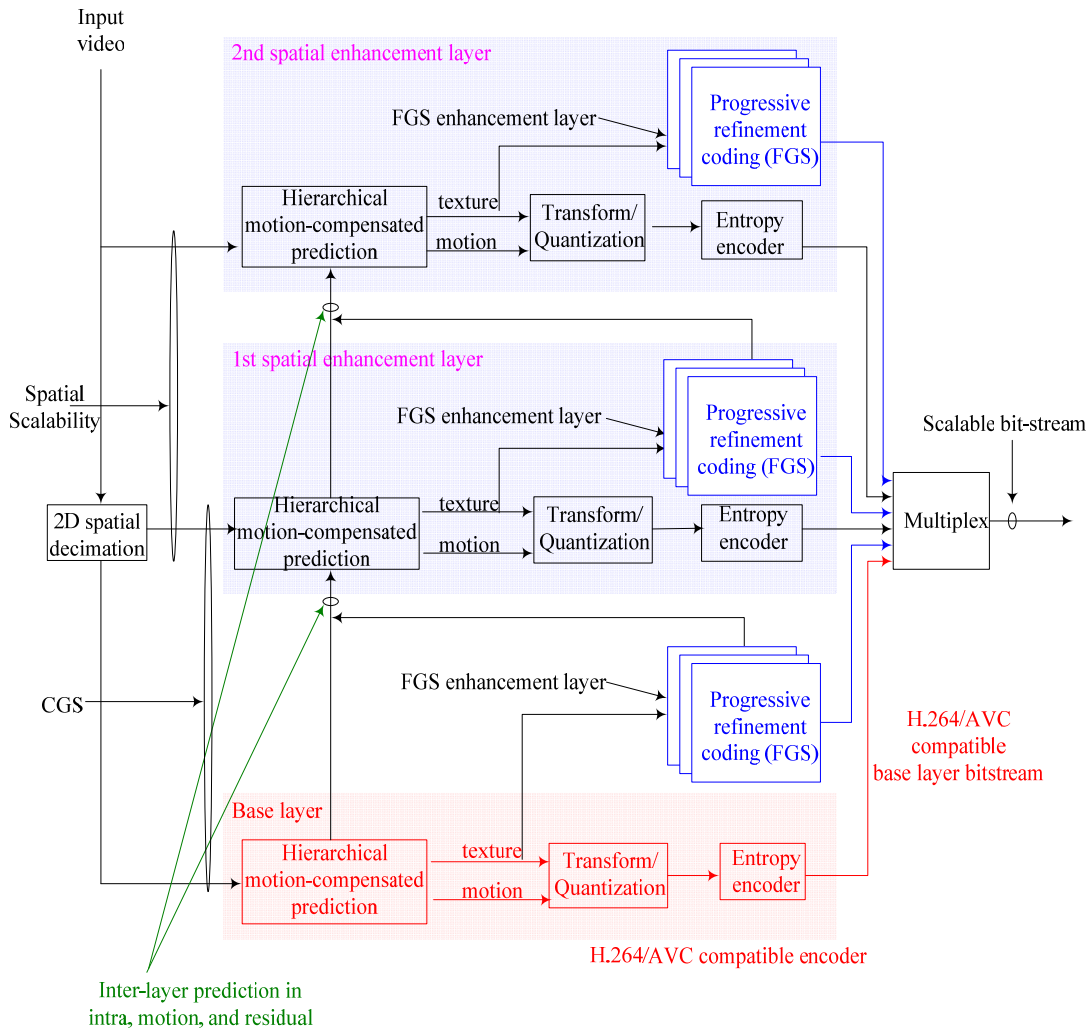 Input
video
2nd spatial enhancement layer
FGS enhancement layer
Progressive
refinement
coding (FGS)
Hierarchical
motion-compensated
prediction
texture
motion
Transform/
Quantization
Entropy
encoder
1st spatial enhancement layer
Spatial
Scalability
FGS enhancement layer
Progressive
refinement
coding (FGS)
Scalable bit-stream
2D spatial
decimation
Hierarchical
motion-compensated
prediction
texture
motion
Transform/
Quantization
Entropy
encoder
Multiplex
CGS
FGS enhancement layer
Progressive
refinement
coding (FGS)
H.264/AVC
compatible
base layer bitstream
Base layer
Hierarchical
motion-compensated
prediction
texture
motion
Transform/
Quantization
Entropy
encoder
H.264/AVC compatible encoder
Inter-layer prediction in
intra, motion, and residual